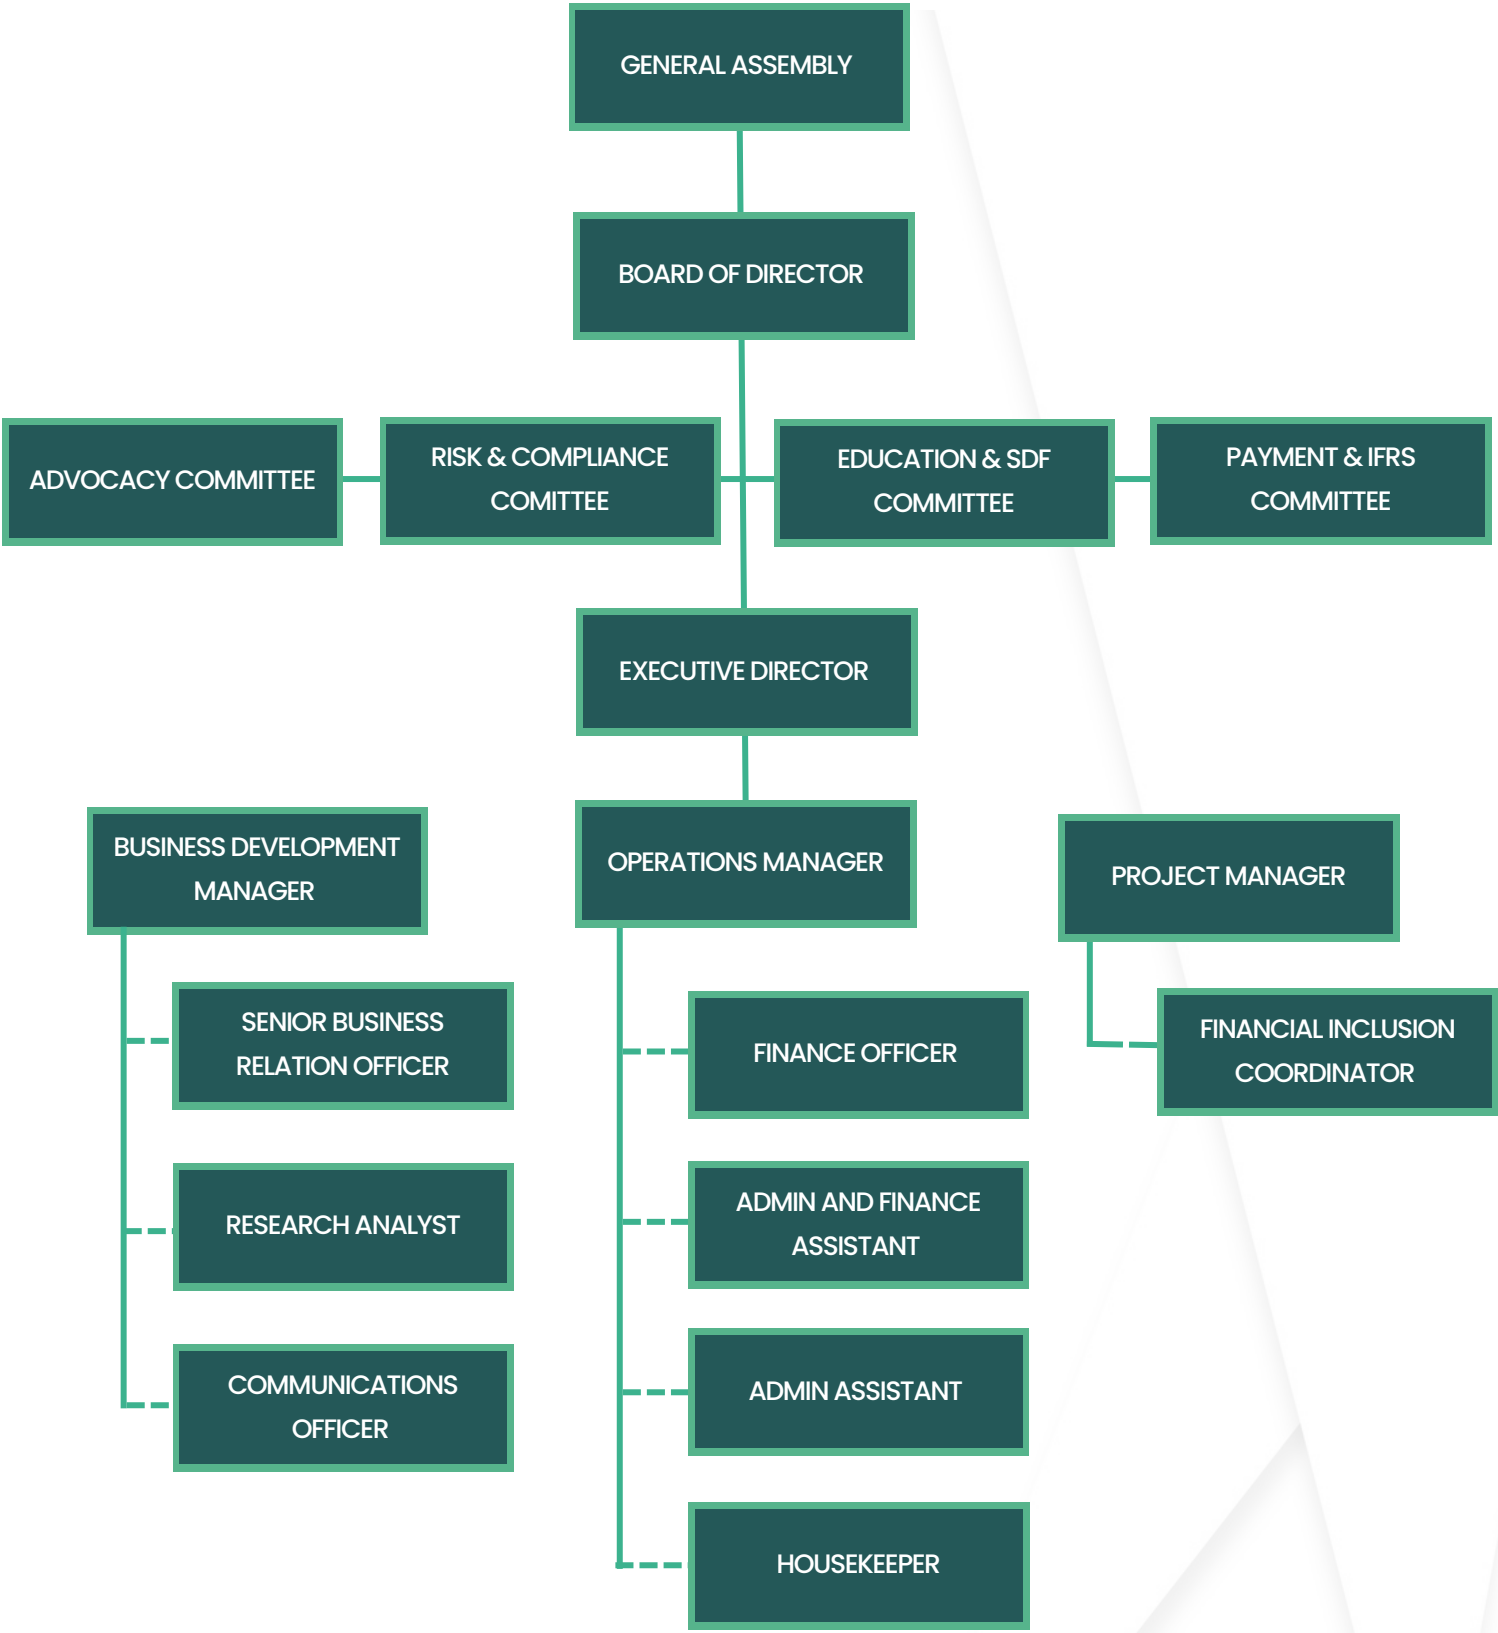 GENERAL ASSEMBLY
BOARD OF DIRECTOR
ADVOCACY COMMITTEE
RISK & COMPLIANCE
COMITTEE
EDUCATION & SDF
COMMITTEE
PAYMENT & IFRS
COMMITTEE
EXECUTIVE DIRECTOR
BUSINESS DEVELOPMENT
MANAGER
OPERATIONS MANAGER
PROJECT MANAGER
SENIOR BUSINESS
RELATION OFFICER
RESEARCH ANALYST
COMMUNICATIONS
OFFICER
FINANCE OFFICER
ADMIN AND FINANCE
ASSISTANT
ADMIN ASSISTANT
HOUSEKEEPER
FINANCIAL INCLUSION
COORDINATOR